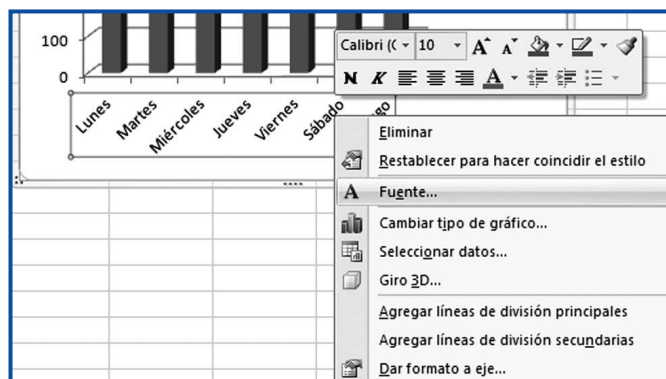 100
0
Lunes
Martes
Miércoles
Jueves
Viernes
Sábado
Calibri (C
10
A A
N K A
Eliminar
Restablecer para hacer coincidir el estilo
A Fuente...
Cambiar tipo de gráfico...
Seleccionar datos...
Giro 3D...
Agregar líneas de división principales
Agregar líneas de división secundarias
Dar formato a eje...